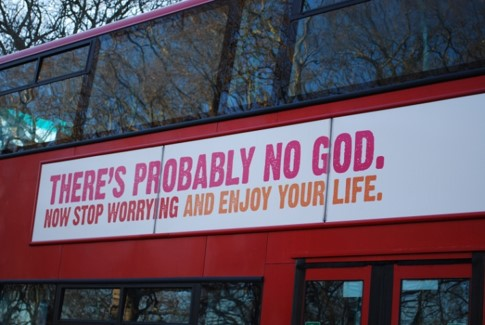 THERE'S PROBABLY NO GOD.
NOW STOP WORRYING AND ENJOY YOUR LIFE.